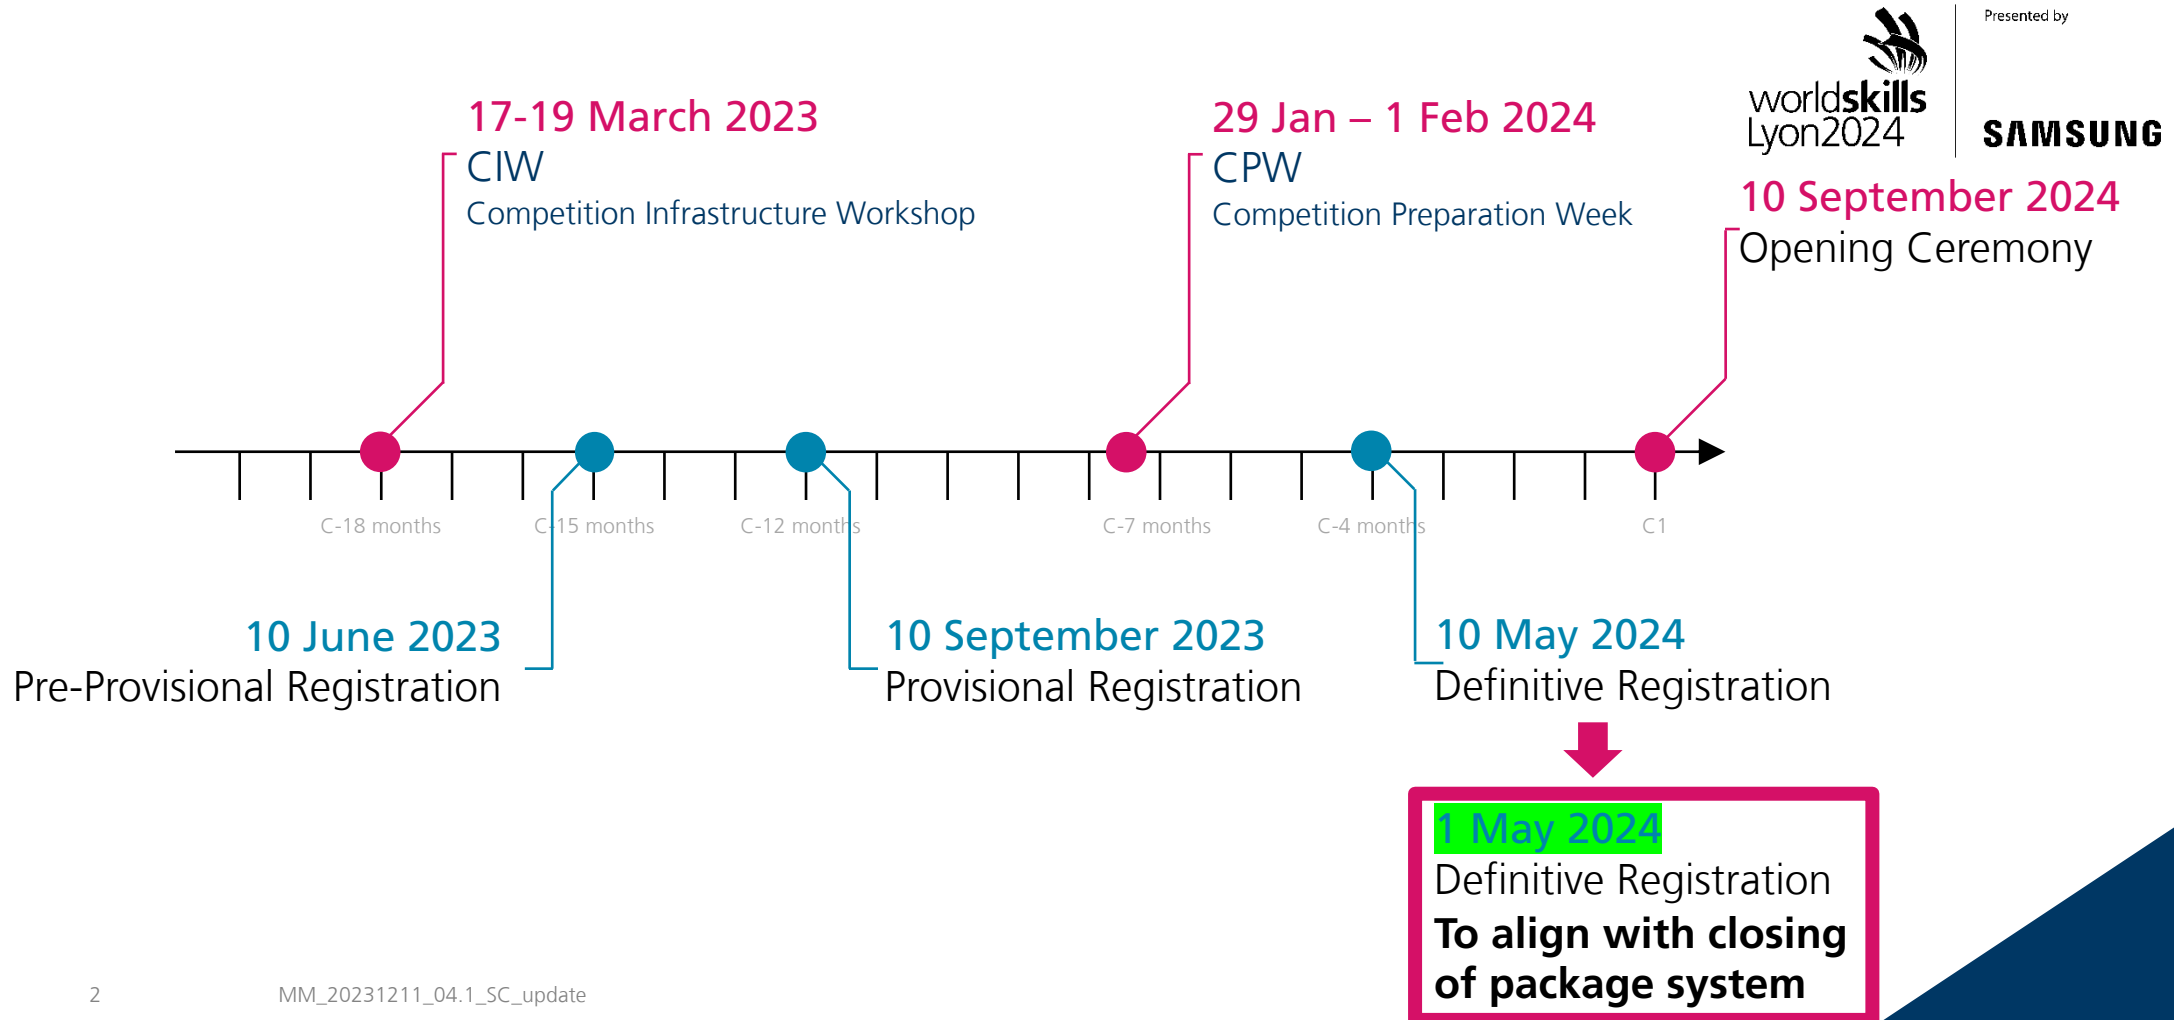 Presented by
worldskills
Lyon2024
SAMSUNG
17-19 March 2023
CIW
Competition Infrastructure Workshop
29 Jan – 1 Feb 2024
CPW
Competition Preparation Week
10 September 2024
Opening Ceremony
C-18 months
C-15 months
C-12 months
C-7 months
C-4 months
C1
10 June 2023
Pre-Provisional Registration
10 September 2023
Provisional Registration
10 May 2024
Definitive Registration
1 May 2024
Definitive Registration
To align with closing
of package system
2
MM_20231211_04.1_SC_update